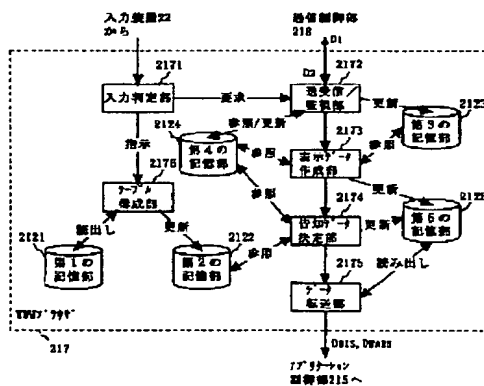 入力装置22
から
通信制御部
218
D1
D2
2171
入力判定部
要求
2172
送受信/
監視部
更新
2123
第3の
記憶部
参照/更新
2124
第4の
記憶部
参照
2173
表示データ
作成部
参照
指示
2176
テーブル
構成部
参照
更新
2174
告知データ
決定部
更新
第5の
記憶部
読出し
更新
2121
第1の
記憶部
2122
第2の
記憶部
参照
2175
データ
転送部
読み出し
217
アプリケーション
制御部215へ